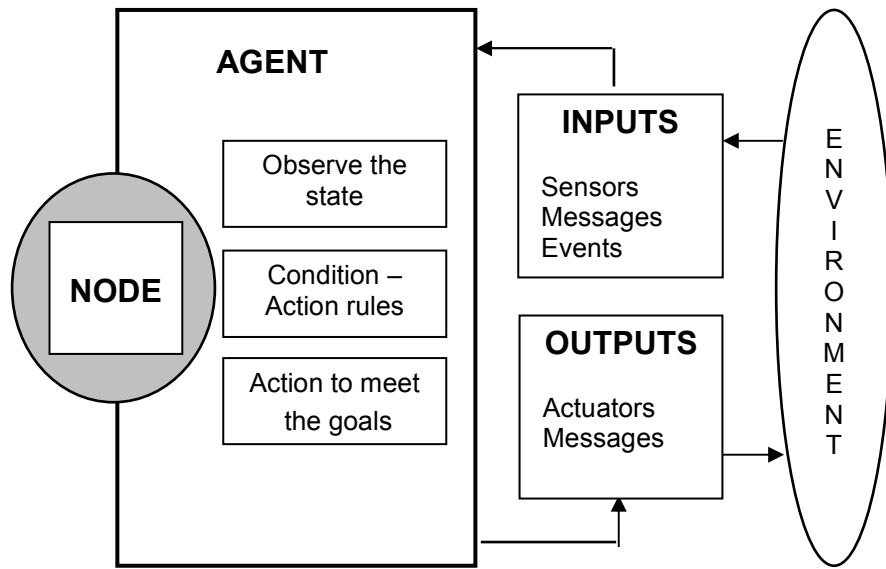 AGENT
Observe the
state
Condition –
Action rules
Action to meet
the goals
NODE
INPUTS
Sensors
Messages
Events
OUTPUTS
Actuators
Messages
ENVIRONMENT